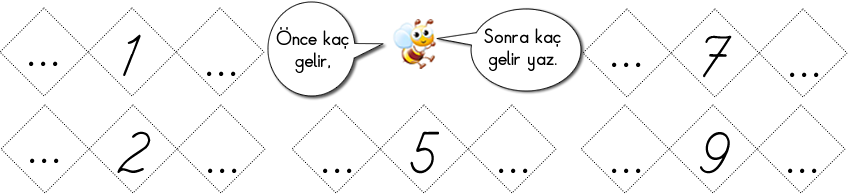 ... 1 ...
Önce kaç
gelir,
Sonra kaç
gelir yaz.
... 7 ...
... 2 ...
... 5 ...
... 9 ...